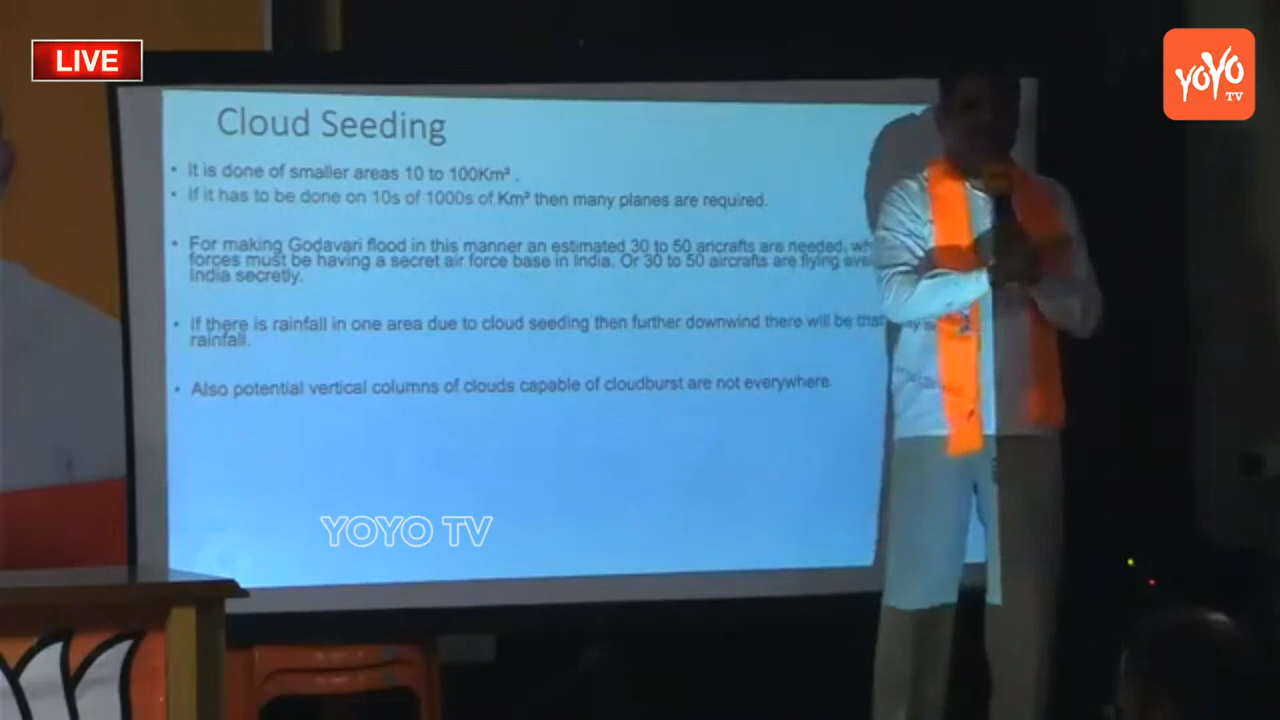 LIVE
YOYO
TV
Cloud Seeding
• It is done of smaller areas 10 to 100Km² .
• If it has to be done on 10s of 1000s of Km² then many planes are required.
• For making Godavari flood in this manner an estimated 30 to 50 aricrafts are needed,
forces must be having a secret air force base in India. Or 30 to 50 aircrafts are flying
India secretly.
• If there is rainfall in one area due to cloud seeding then further downwind there will be that
rainfall.
• Also potential vertical columns of clouds capable of cloudburst are not everywhere.
YOYO TV